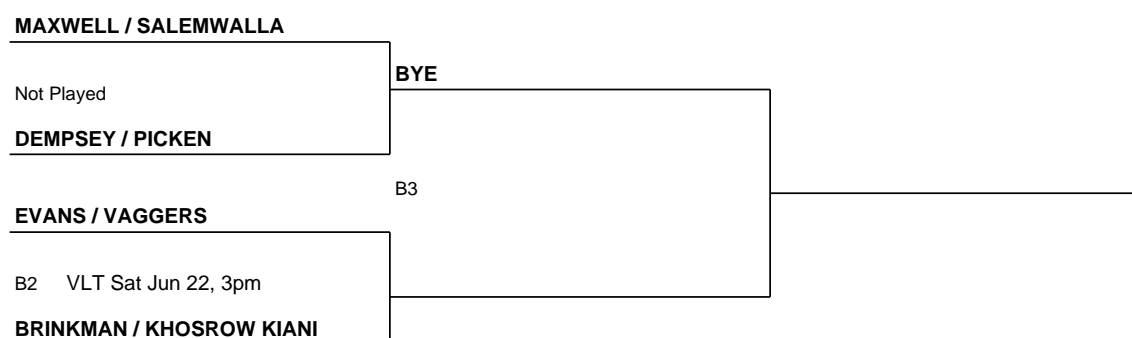 MAXWELL / SALEMWALLA
BYE
Not Played
DEMPSEY / PICKEN
B3
EVANS / VAGGERS
B2 VLT Sat Jun 22, 3pm
BRINKMAN / KHOSROW KIANI